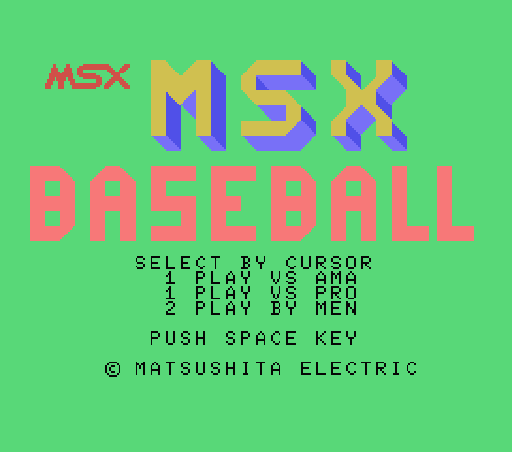 MSX MSX
BASEBALL
SELECT BY CURSOR
1 PLAY VS AMA
1 PLAY VS PRO
2 PLAY BY MEN
PUSH SPACE KEY
© MATSUSHITA ELECTRIC